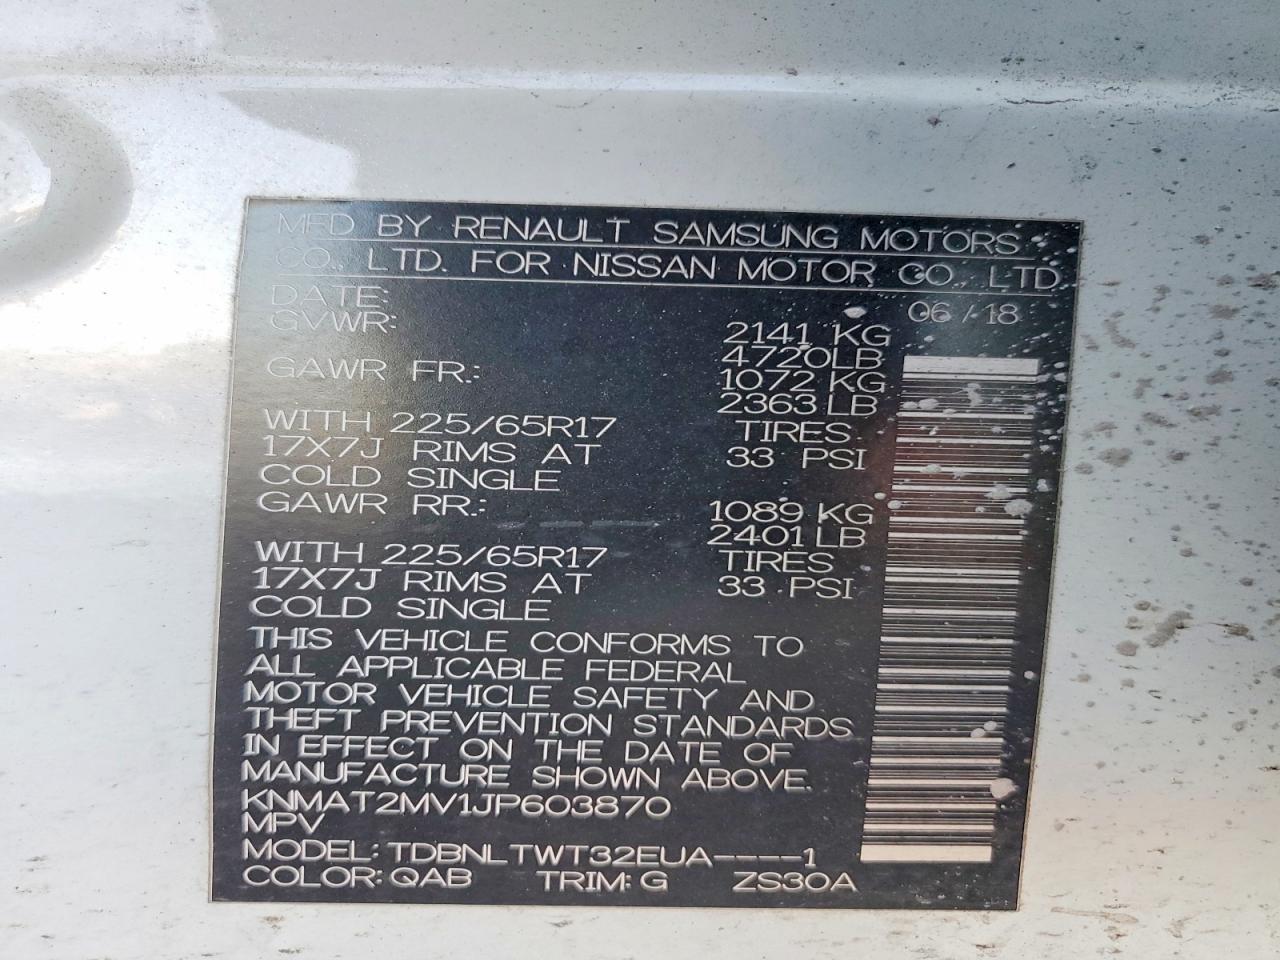 MFD BY RENAULT SAMSUNG MOTORS
CO., LTD. FOR NISSAN MOTOR CO., LTD
DATE: 06/18
GVWR: 2141 KG
4720LB
GAWR FR.: 1072 KG
2363 LB
WITH 225/65R17 TIRES
17X7J RIMS AT 33 PSI
COLD SINGLE
GAWR RR.: 1089 KG
2401 LB
WITH 225/65R17 TIRES
17X7J RIMS AT 33 PSI
COLD SINGLE
THIS VEHICLE CONFORMS TO
ALL APPLICABLE FEDERAL
MOTOR VEHICLE SAFETY AND
THEFT PREVENTION STANDARDS
IN EFFECT ON THE DATE OF
MANUFACTURE SHOWN ABOVE.
KNMAT2MV1JP603870
MPV
MODEL: TDBNLTWT32EUA----1
COLOR: QAB TRIM: G ZS30A